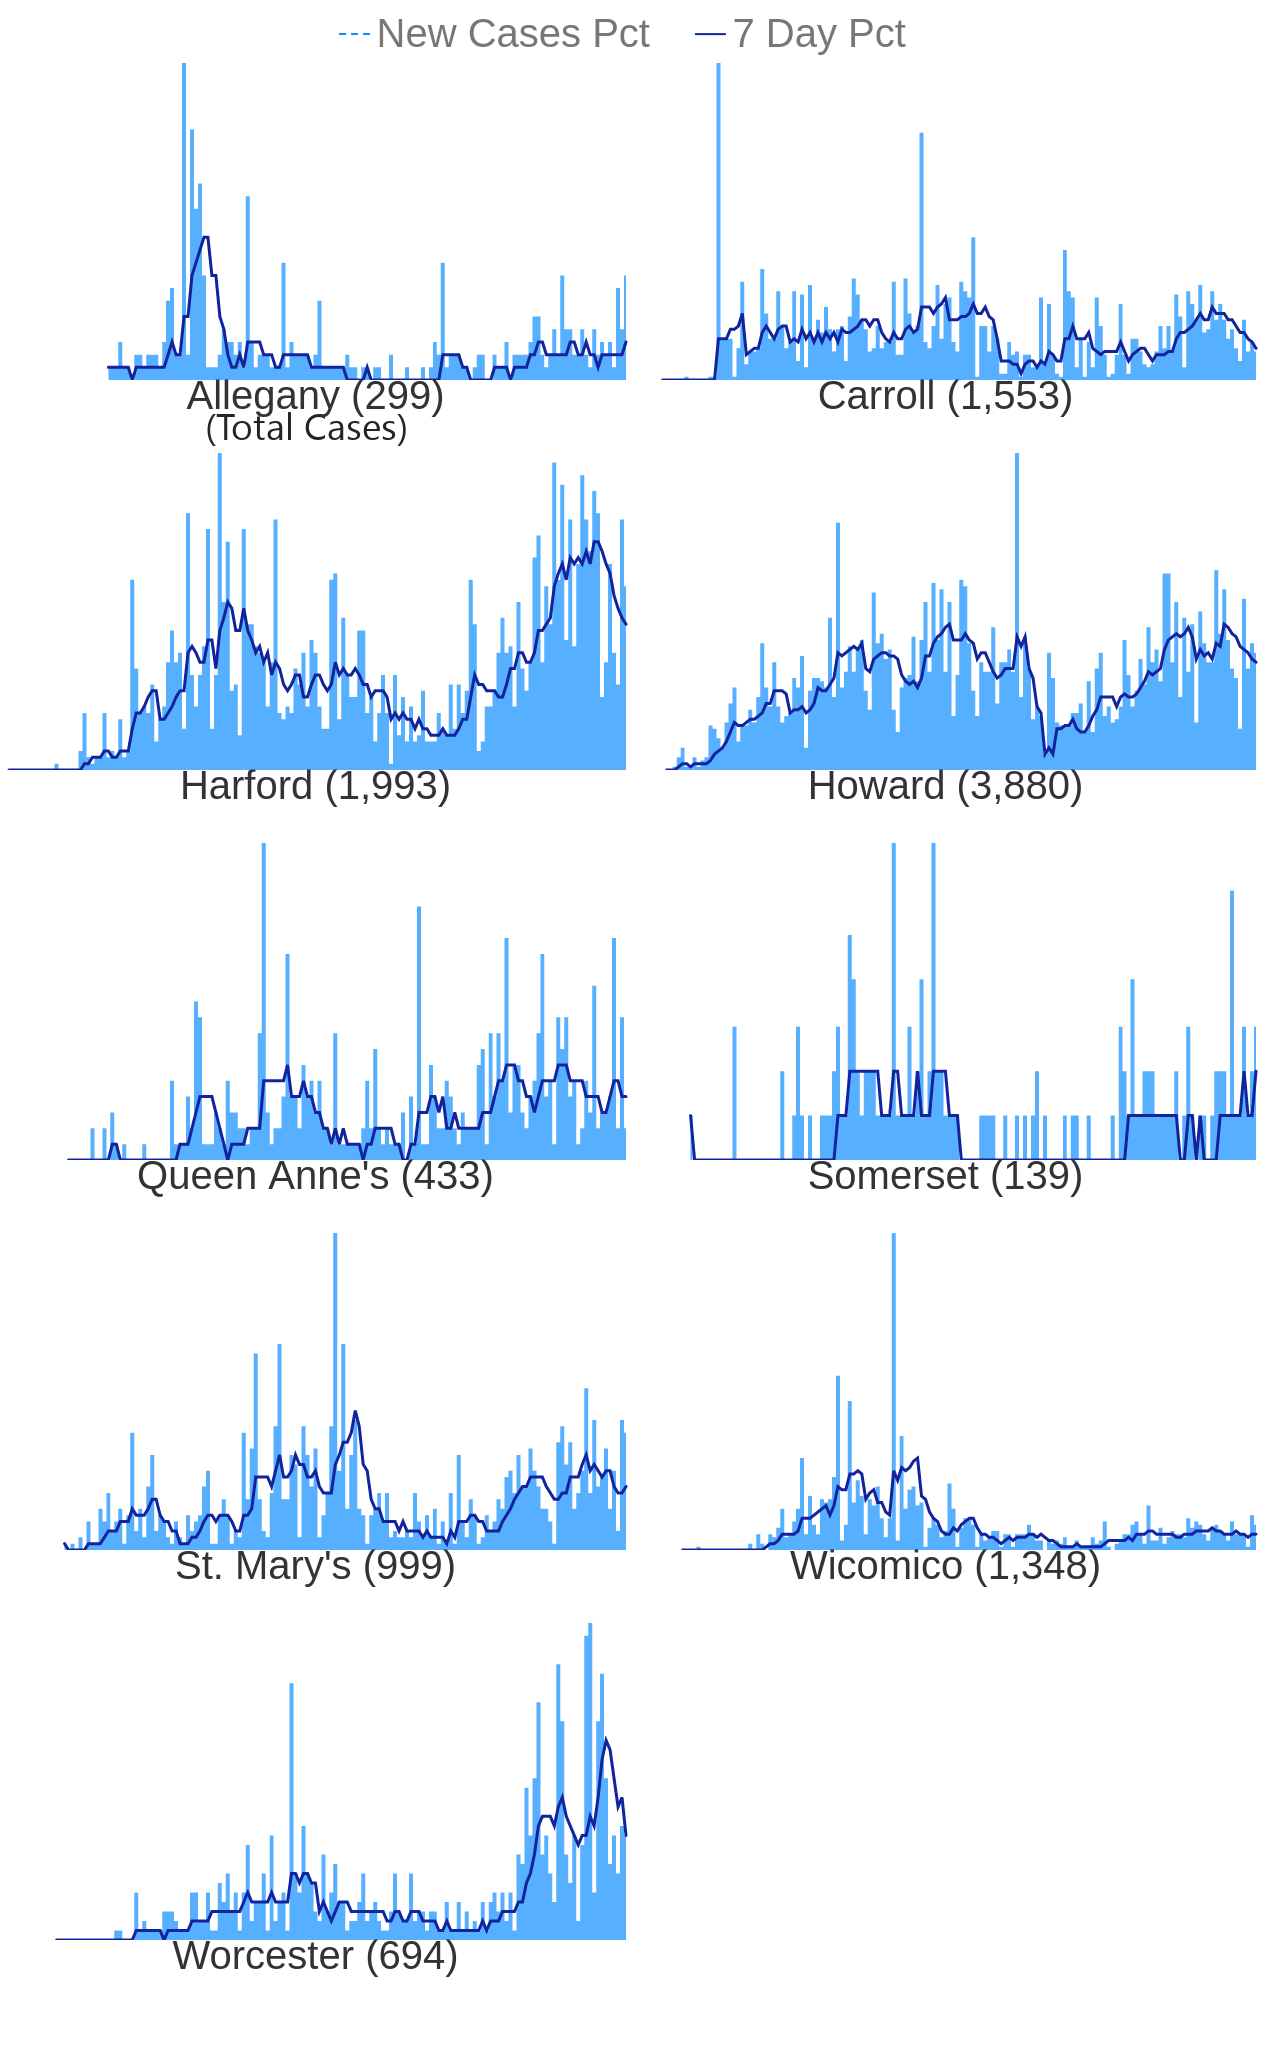 New Cases Pct 7 Day Pct
Allegany (299) Carroll (1,553)
(Total Cases)
Harford (1,993) Howard (3,880)
Queen Anne's (433) Somerset (139)
St. Mary's (999) Wicomico (1,348)
Worcester (694)